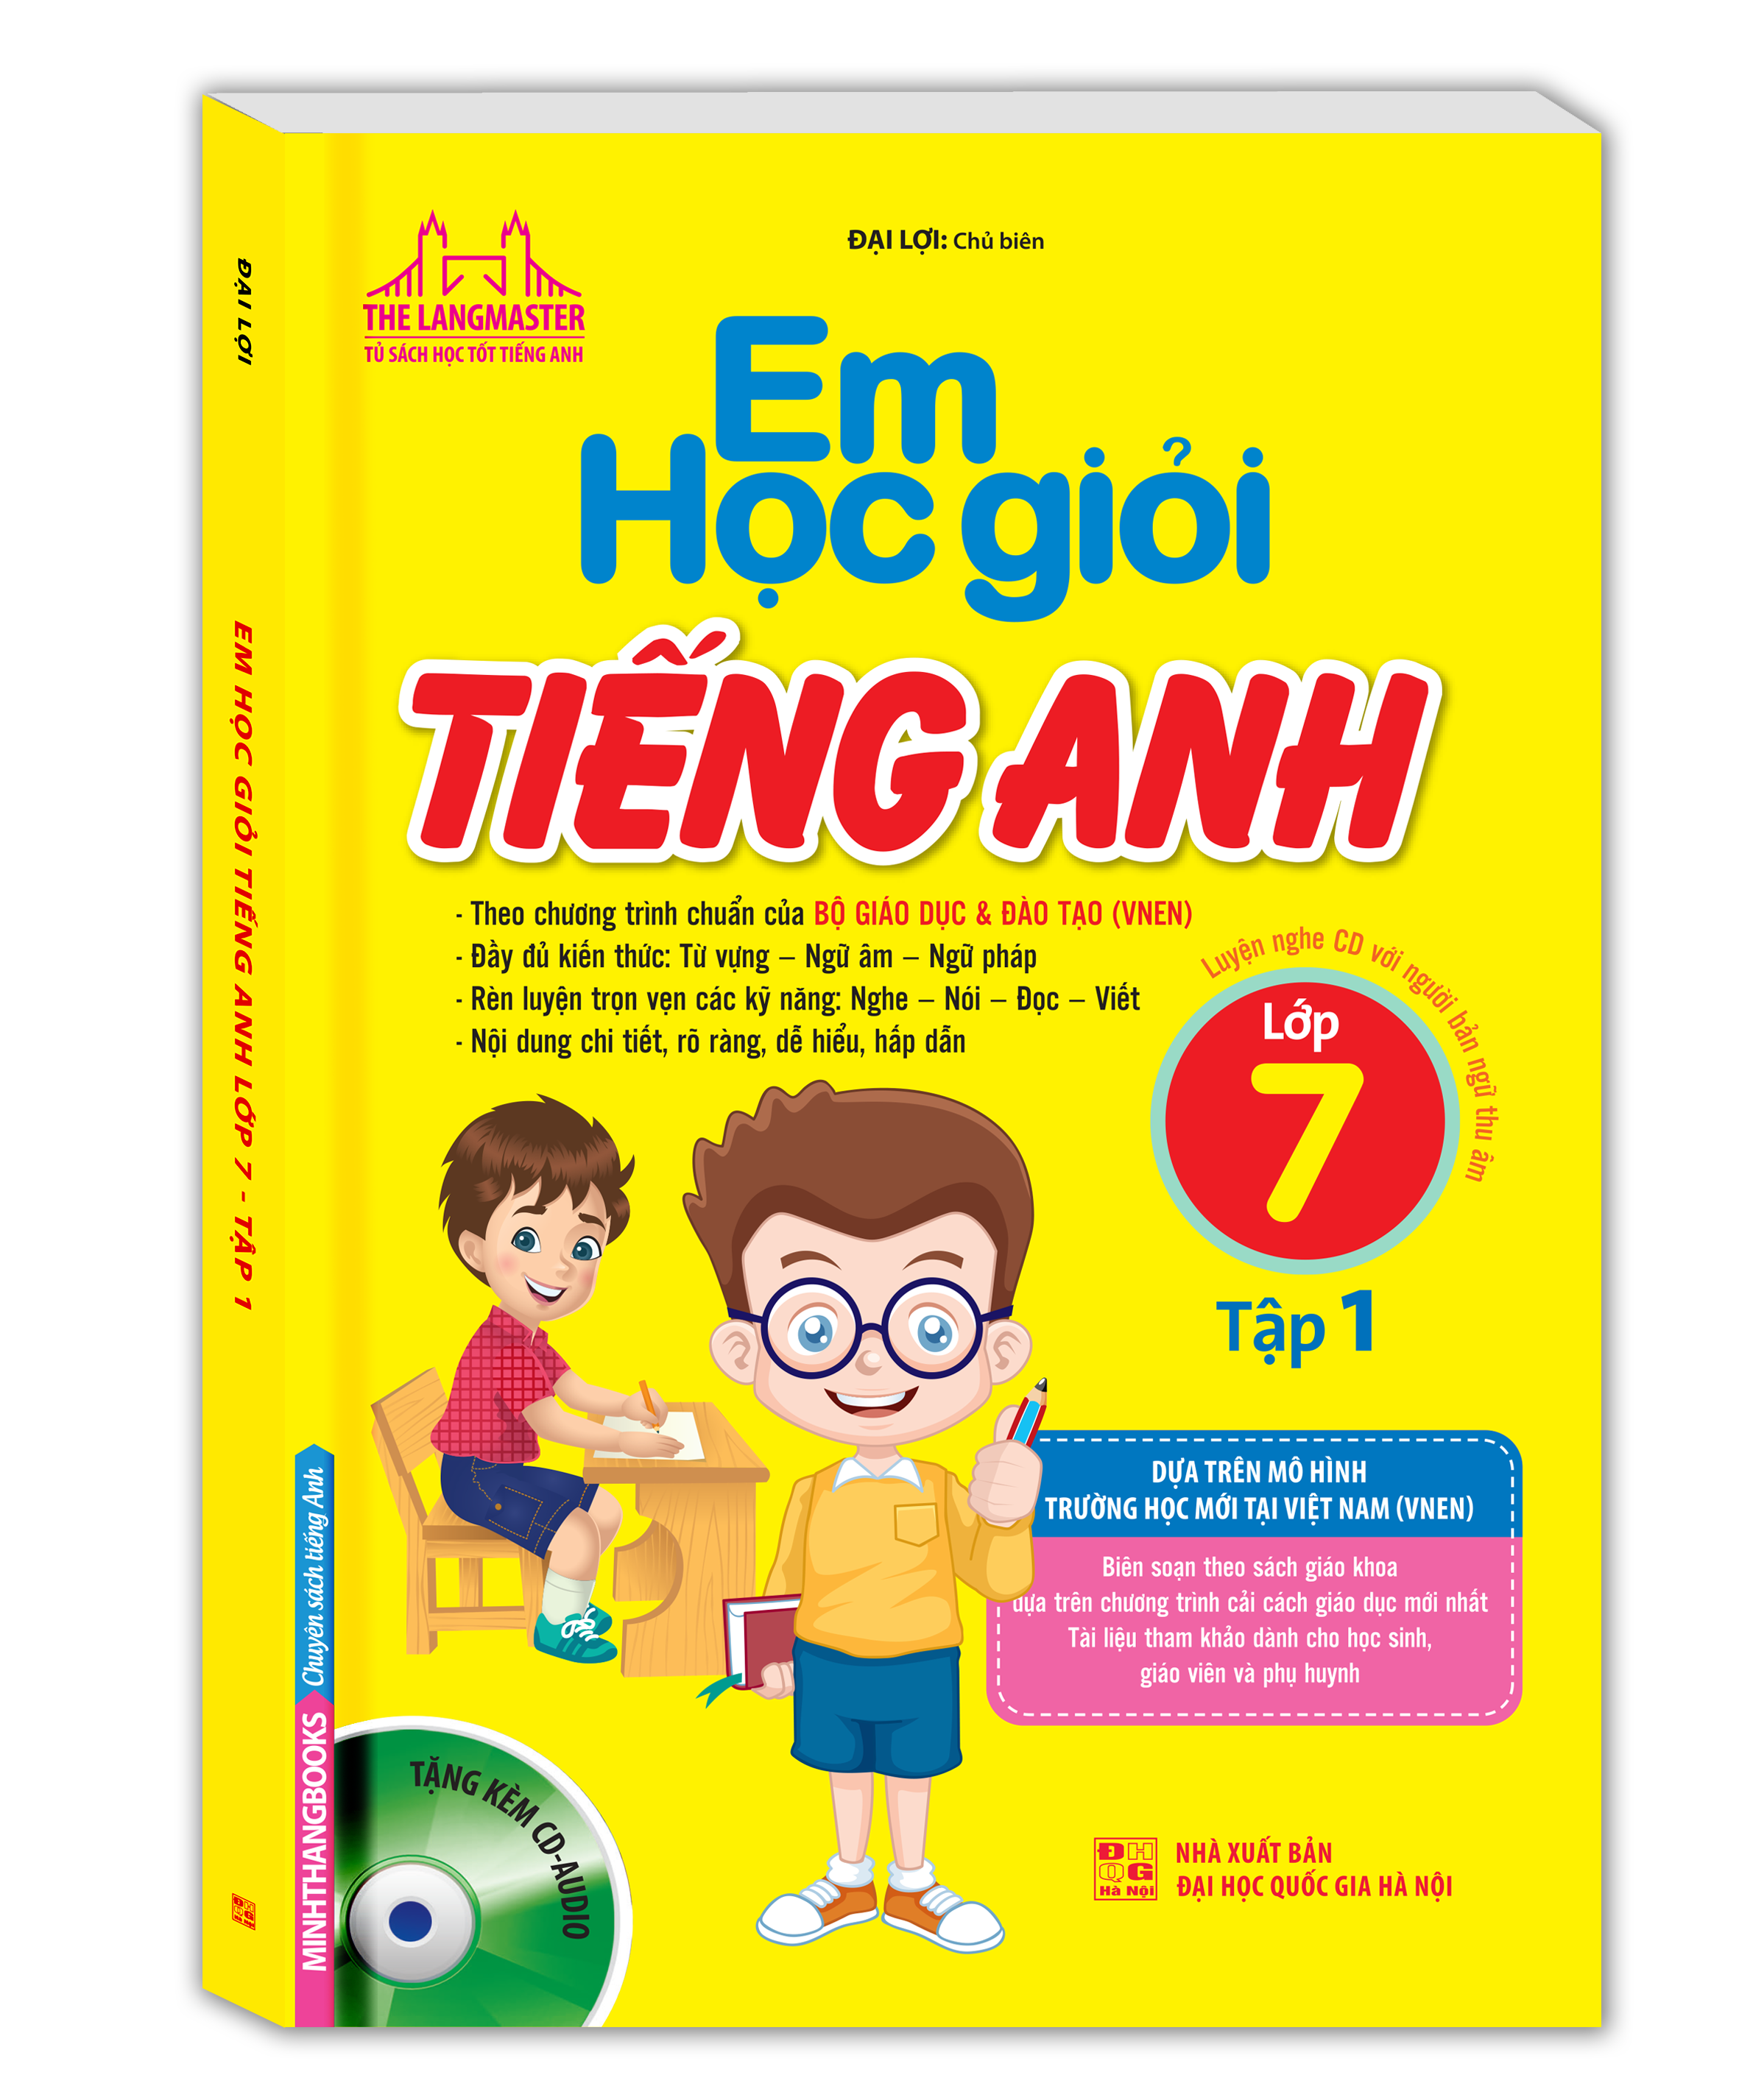 ĐẠI LỢI
EM HỌC GIỎI TIẾNG ANH LỚP 7 - TẬP 1
THE LANGMASTER
TỦ SÁCH HỌC TỐT TIẾNG ANH
ĐẠI LỢI: Chủ biên
Em
Học giỏi
TIẾNG ANH
- Theo chương trình chuẩn của BỘ GIÁO DỤC & ĐÀO TẠO (VNEN)
- Đầy đủ kiến thức: Từ vựng – Ngữ âm – Ngữ pháp
- Rèn luyện trọn vẹn các kỹ năng: Nghe – Nói – Đọc – Viết
- Nội dung chi tiết, rõ ràng, dễ hiểu, hấp dẫn
Luyện nghe CD với người bản ngữ thu âm
Lớp
7
Tập 1
DỰA TRÊN MÔ HÌNH
TRƯỜNG HỌC MỚI TẠI VIỆT NAM (VNEN)
Biên soạn theo sách giáo khoa
dựa trên chương trình cải cách giáo dục mới nhất
Tài liệu tham khảo dành cho học sinh,
giáo viên và phụ huynh
Chuyên sách tiếng Anh
MINHTHANGBOOKS
TẶNG KÈM CD-AUDIO
ĐH
QG
Hà Nội
NHÀ XUẤT BẢN
ĐẠI HỌC QUỐC GIA HÀ NỘI